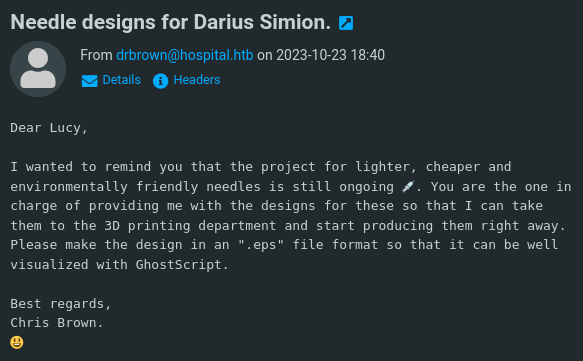 Needle designs for Darius Simion.
From drbrown@hospital.htb on 2023-10-23 18:40
Details Headers
Dear Lucy,
I wanted to remind you that the project for lighter, cheaper and
environmentally friendly needles is still ongoing 💉. You are the one in
charge of providing me with the designs for these so that I can take
them to the 3D printing department and start producing them right away.
Please make the design in an ".eps" file format so that it can be well
visualized with GhostScript.
Best regards,
Chris Brown.
😃